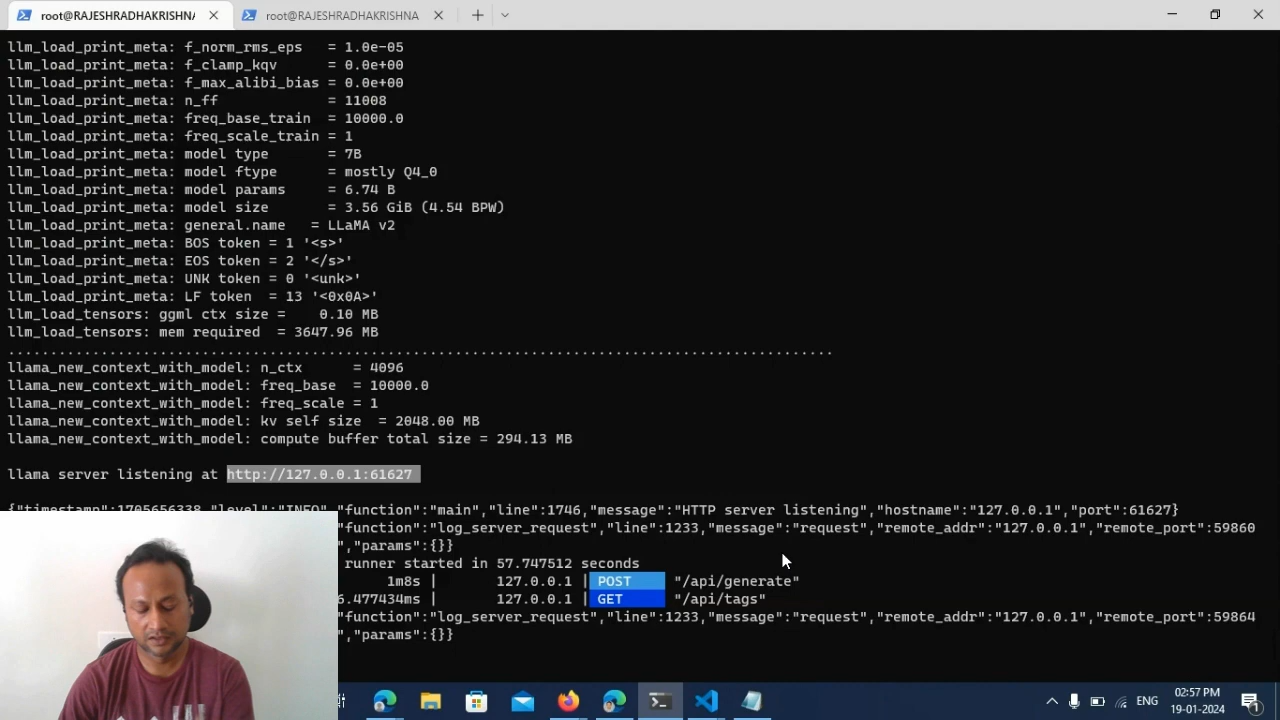 root@RAJESHRADHAKRISHNA
root@RAJESHRADHAKRISHNA
llm_load_print_meta: f_norm_rms_eps = 1.0e-05
llm_load_print_meta: f_clamp_kqv = 0.0e+00
llm_load_print_meta: f_max_alibi_bias = 0.0e+00
llm_load_print_meta: n_ff = 11008
llm_load_print_meta: freq_base_train = 10000.0
llm_load_print_meta: freq_scale_train = 1
llm_load_print_meta: model type = 7B
llm_load_print_meta: model ftype = mostly Q4_0
llm_load_print_meta: model params = 6.74 B
llm_load_print_meta: model size = 3.56 GiB (4.54 BPW)
llm_load_print_meta: general.name = LLaMA v2
llm_load_print_meta: BOS token = 1 '<s>'
llm_load_print_meta: EOS token = 2 '</s>'
llm_load_print_meta: UNK token = 0 '<unk>'
llm_load_print_meta: LF token = 13 '<0x0A>'
llm_load_tensors: ggml ctx size = 0.10 MB
llm_load_tensors: mem required = 3647.96 MB
..................................................................................................
llama_new_context_with_model: n_ctx = 4096
llama_new_context_with_model: freq_base = 10000.0
llama_new_context_with_model: freq_scale = 1
llama_new_context_with_model: kv self size = 2048.00 MB
llama_new_context_with_model: compute buffer total size = 294.13 MB
llama server listening at http://127.0.0.1:61627
{"timestamp":1705656338,"level":"INFO","function":"main","line":1746,"message":"HTTP server listening","hostname":"127.0.0.1","port":61627}
"function":"log_server_request","line":1233,"message":"request","remote_addr":"127.0.0.1","remote_port":59860
","params":{}}
runner started in 57.747512 seconds
1m8s | 127.0.0.1 | POST "/api/generate"
6.477434ms | 127.0.0.1 | GET "/api/tags"
"function":"log_server_request","line":1233,"message":"request","remote_addr":"127.0.0.1","remote_port":59864
","params":{}}
ENG
02:57 PM
19-01-2024
1